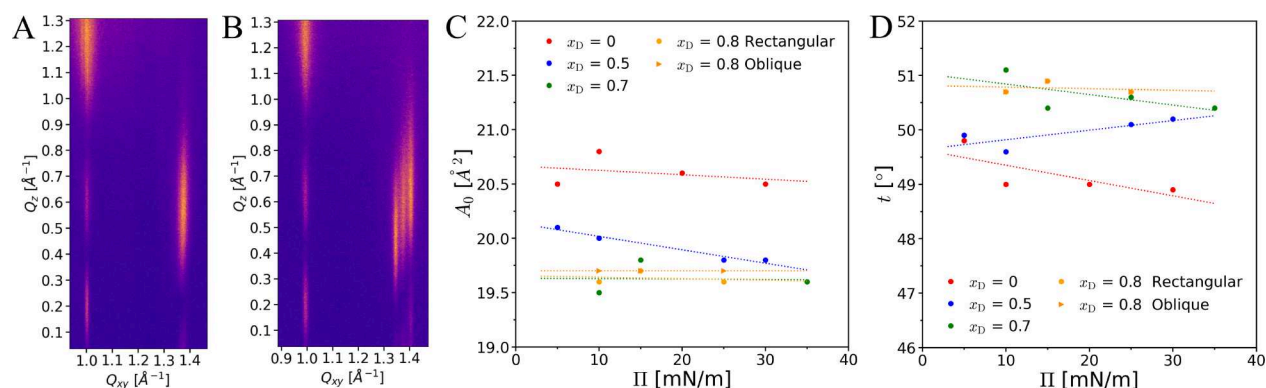 A
1.3
1.2
1.1
1.0
0.9
0.8
0.7
0.6
0.5
0.4
0.3
0.2
0.1
Q_z [Å⁻¹]
1.0 1.1 1.2 1.3 1.4
Q_xy [Å⁻¹]
B
1.3
1.2
1.1
1.0
0.9
0.8
0.7
0.6
0.5
0.4
0.3
0.2
0.1
Q_z [Å⁻¹]
0.9 1.0 1.1 1.2 1.3 1.4
Q_xy [Å⁻¹]
C
22.0
21.5
21.0
20.5
20.0
19.5
19.0
A_0 [Å²]
x_D = 0
x_D = 0.5
x_D = 0.7
x_D = 0.8 Rectangular
x_D = 0.8 Oblique
0 10 20 30 40
Π [mN/m]
D
52
51
50
49
48
47
46
t [°]
x_D = 0
x_D = 0.5
x_D = 0.7
x_D = 0.8 Rectangular
x_D = 0.8 Oblique
0 10 20 30 40
Π [mN/m]